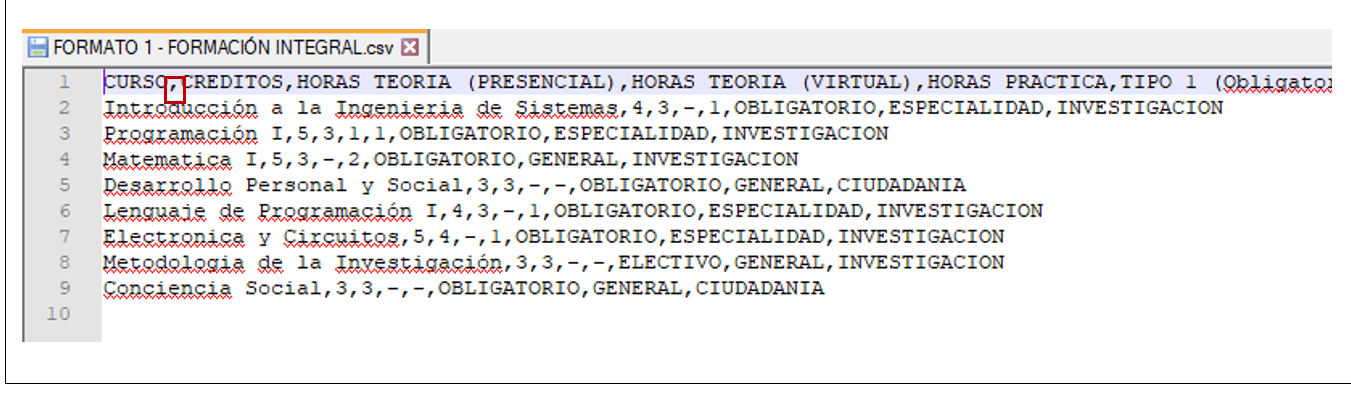 FORMATO 1 - FORMACIÓN INTEGRAL.csv
1 CURSO,CREDITOS,HORAS TEORIA (PRESENCIAL),HORAS TEORIA (VIRTUAL),HORAS PRACTICA,TIPO 1 (Obligator
2 Introducción a la Ingenieria de Sistemas,4,3,-,1,OBLIGATORIO,ESPECIALIDAD,INVESTIGACION
3 Programación I,5,3,1,1,OBLIGATORIO,ESPECIALIDAD,INVESTIGACION
4 Matematica I,5,3,-,2,OBLIGATORIO,GENERAL,INVESTIGACION
5 Desarrollo Personal y Social,3,3,-,-,OBLIGATORIO,GENERAL,CIUDADANIA
6 Lenguaje de Programación I,4,3,-,1,OBLIGATORIO,ESPECIALIDAD,INVESTIGACION
7 Electronica y Circuitos,5,4,-,1,OBLIGATORIO,ESPECIALIDAD,INVESTIGACION
8 Metodologia de la Investigación,3,3,-,-,ELECTIVO,GENERAL,INVESTIGACION
9 Conciencia Social,3,3,-,-,OBLIGATORIO,GENERAL,CIUDADANIA
10